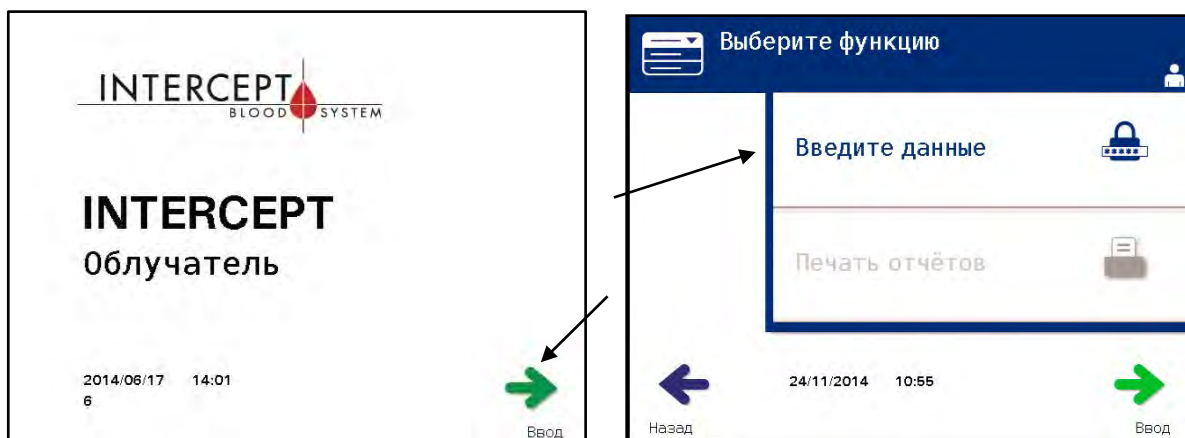 INTERCEPT
BLOOD SYSTEM
INTERCEPT
Облучатель
2014/06/17 14:01
6
Ввод
Выберите функцию
Введите данные
*****
Печать отчётов
Назад
24/11/2014 10:55
Ввод